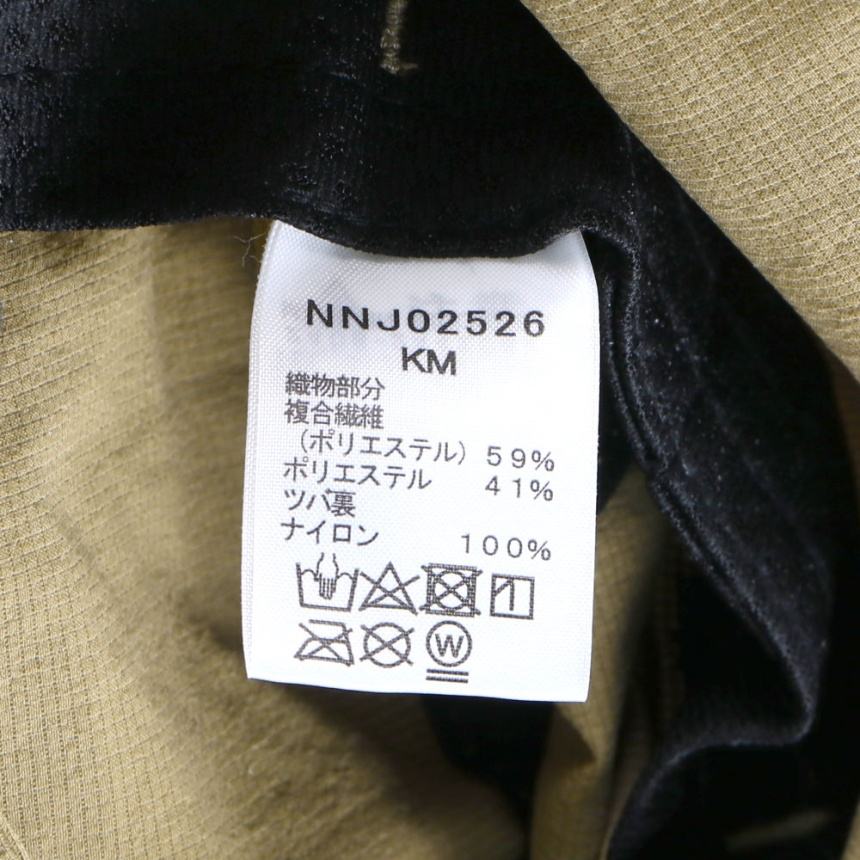 NNJ02526
KM
織物部分
複合繊維
(ポリエステル) 59%
ポリエステル 41%
ツバ裏
ナイロン 100%
W